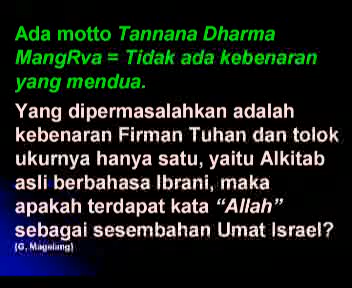 Ada motto Tannana Dharma
MangRva = Tidak ada kebenaran
yang mendua.
Yang dipermasalahkan adalah
kebenaran Firman Tuhan dan tolok
ukurnya hanya satu, yaitu Alkitab
asli berbahasa Ibrani, maka
apakah terdapat kata “Allah”
sebagai sesembahan Umat Israel?
(G. Magelang)